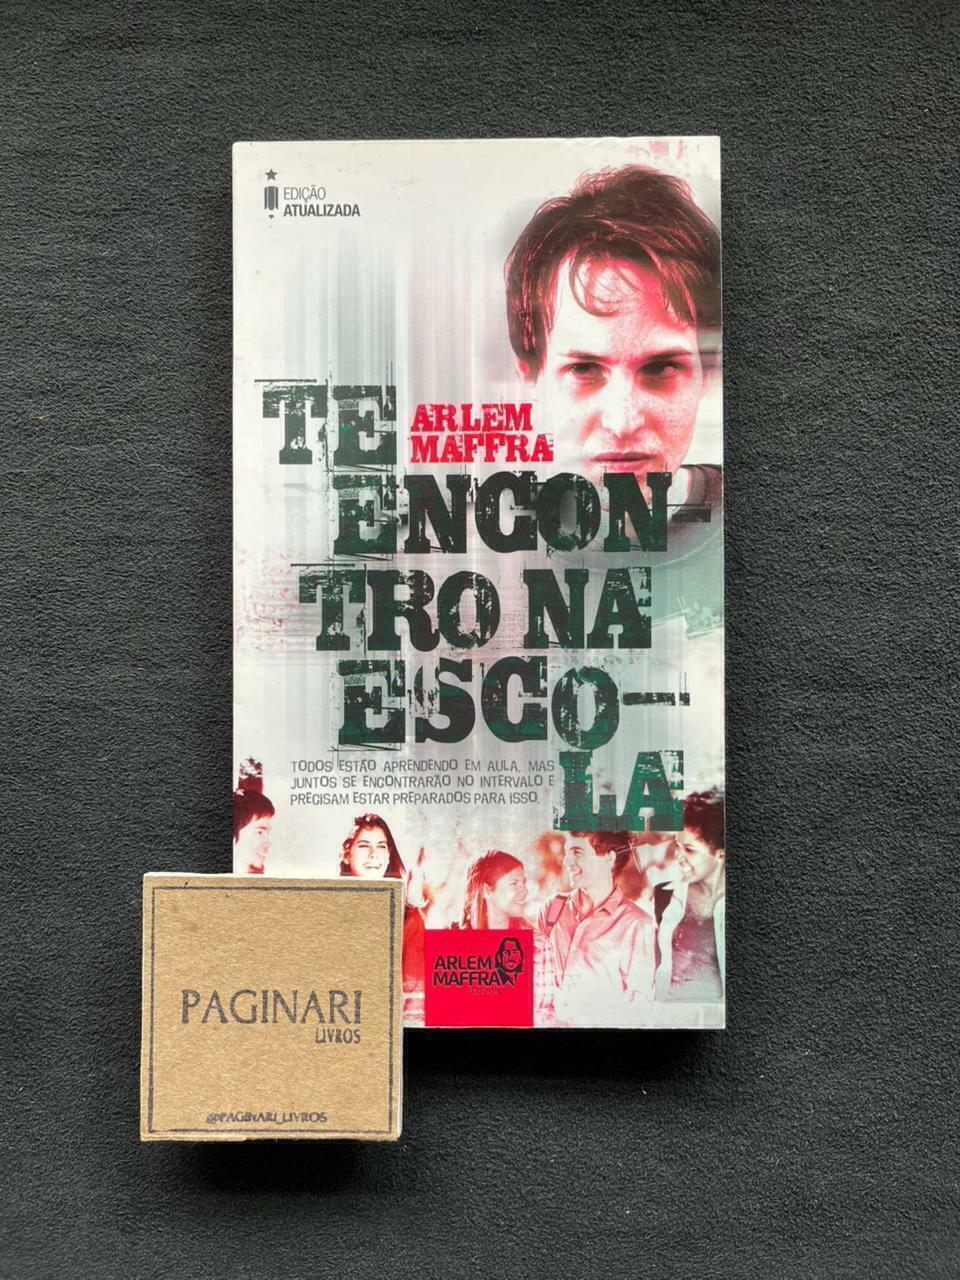 EDIÇÃO
ATUALIZADA
TE
ARLEM
MAFFRA
ENCON-
TRO NA
ESCO-
LA
TODOS ESTÃO APRENDENDO EM AULA, MAS
JUNTOS SE ENCONTRARÃO NO INTERVALO E
PRECISAM ESTAR PREPARADOS PARA ISSO.
ARLEM
MAFFRA
EDITORIAL
PAGINARI
LIVROS
@PAGINARI_LIVROS